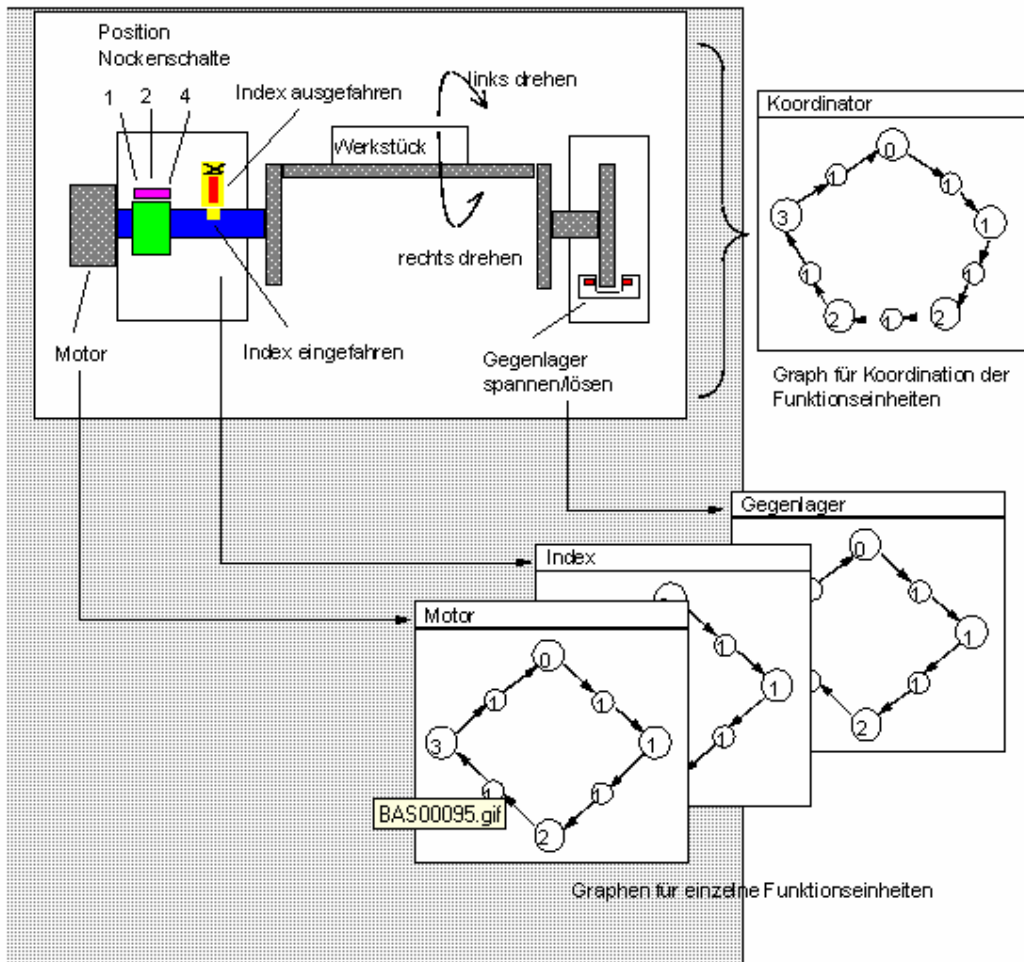 Position
Nockenschalte
1 2 4
Index ausgefahren
links drehen
Werkstück
rechts drehen
Motor
Index eingefahren
Gegenlager
spannen/lösen
Koordinator
0
1
1
3
1
1
1
2
1
2
Graph für Koordination der
Funktionseinheiten
Gegenlager
0
1
1
1
2
Index
1
1
1
Motor
0
1
1
3
1
1
1
2
BAS00095.gif
Graphen für einzelne Funktionseinheiten